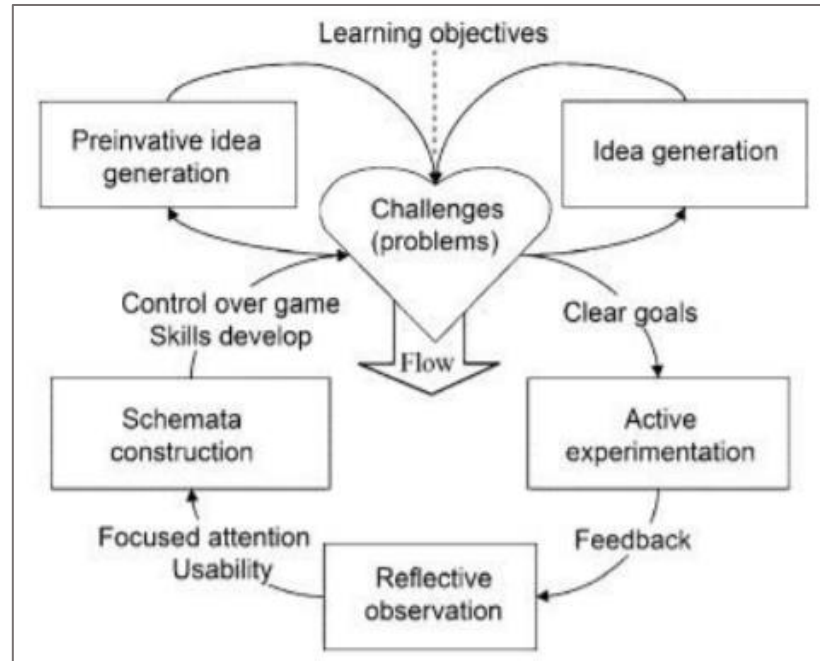 Learning objectives
Preinvative idea
generation
Idea generation
Challenges
(problems)
Control over game
Skills develop
Clear goals
Flow
Schemata
construction
Active
experimentation
Focused attention
Usability
Feedback
Reflective
observation